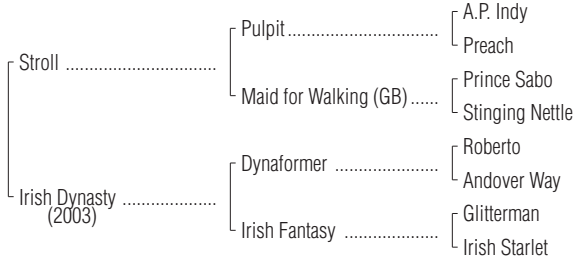 A.P. Indy
Pulpit
Preach
Stroll
Prince Sabo
Maid for Walking (GB)
Stinging Nettle
Roberto
Dynaformer
Andover Way
Irish Dynasty
(2003)
Glitterman
Irish Fantasy
Irish Starlet